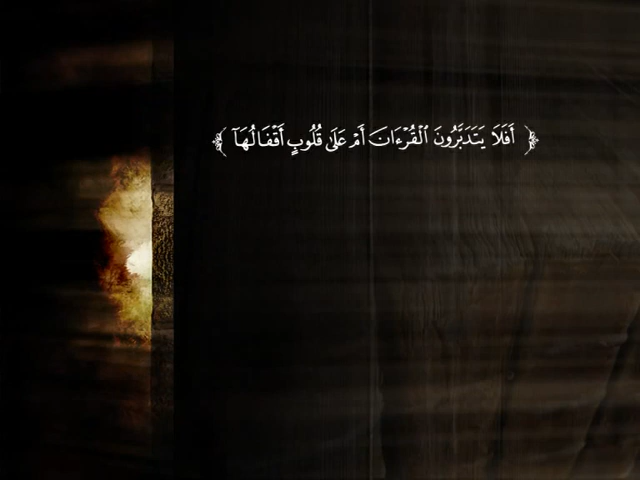 ﴿ أَفَلَا يَتَدَبَّرُونَ ٱلْقُرْءَانَ أَمْ عَلَىٰ قُلُوبٍ أَقْفَالُهَآ ﴾